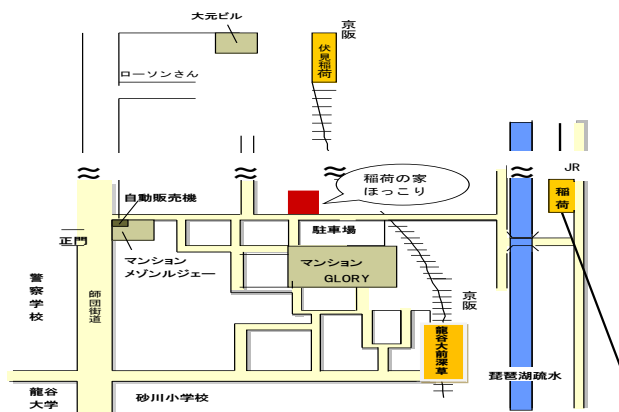 大元ビル
京阪
伏見稲荷
ローソンさん
JR
稲荷
稲荷の家
ほっこり
自動販売機
正門
駐車場
マンション
メゾンルジェー
マンション
GLORY
警察学校
師団街道
京阪
龍谷大前深草
琵琶湖疏水
龍谷
大学
砂川小学校